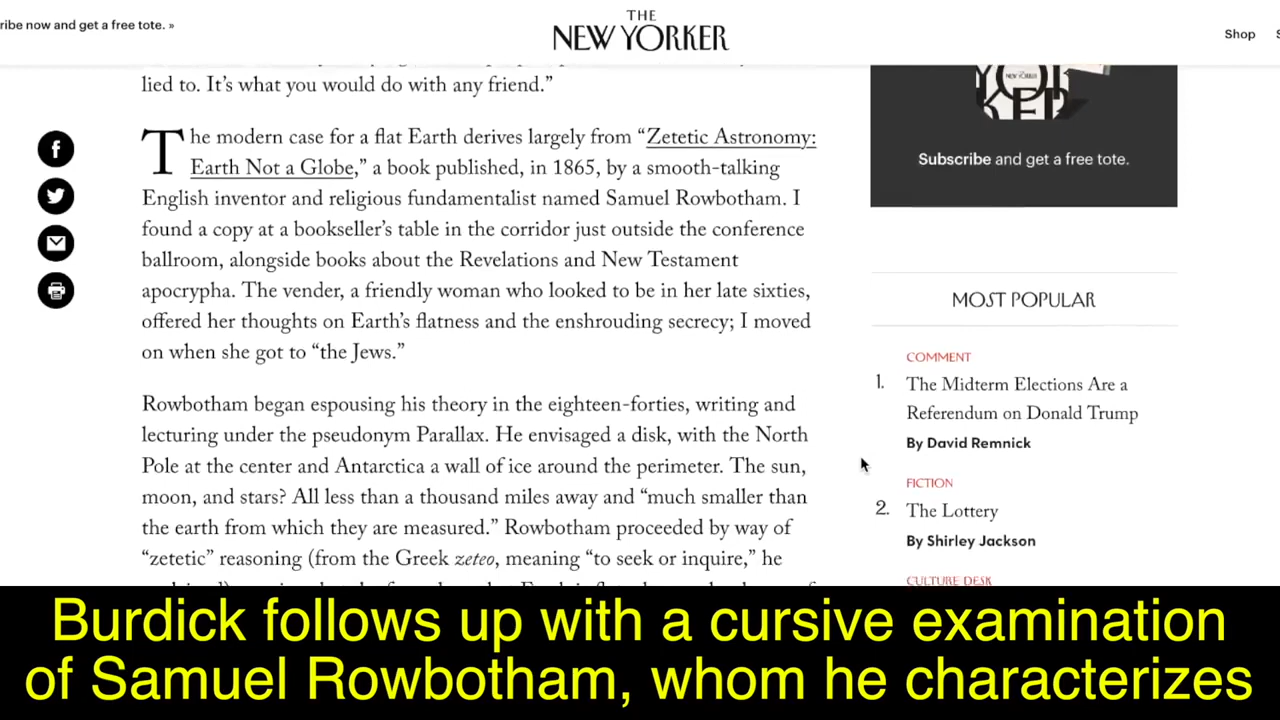 ribe now and get a free tote. »
THE
NEW YORKER
Shop
lied to. It’s what you would do with any friend.”
Subscribe and get a free tote.
The modern case for a flat Earth derives largely from “Zetetic Astronomy:
Earth Not a Globe,” a book published, in 1865, by a smooth-talking
English inventor and religious fundamentalist named Samuel Rowbotham. I
found a copy at a bookseller’s table in the corridor just outside the conference
ballroom, alongside books about the Revelations and New Testament
apocrypha. The vender, a friendly woman who looked to be in her late sixties,
offered her thoughts on Earth’s flatness and the enshrouding secrecy; I moved
on when she got to “the Jews.”
Rowbotham began espousing his theory in the eighteen-forties, writing and
lecturing under the pseudonym Parallax. He envisaged a disk, with the North
Pole at the center and Antarctica a wall of ice around the perimeter. The sun,
moon, and stars? All less than a thousand miles away and “much smaller than
the earth from which they are measured.” Rowbotham proceeded by way of
“zetetic” reasoning (from the Greek zeteo, meaning “to seek or inquire,” he
MOST POPULAR
COMMENT
1. The Midterm Elections Are a
Referendum on Donald Trump
By David Remnick
FICTION
2. The Lottery
By Shirley Jackson
CULTURE DESK
Burdick follows up with a cursive examination
of Samuel Rowbotham, whom he characterizes